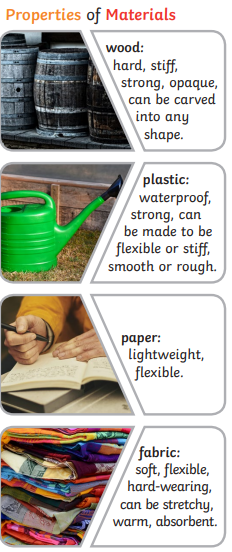 Properties of Materials
wood:
hard, stiff,
strong, opaque,
can be carved
into any
shape.
plastic:
waterproof,
strong, can
be made to be
flexible or stiff,
smooth or rough.
paper:
lightweight,
flexible.
fabric:
soft, flexible,
hard-wearing,
can be stretchy,
warm, absorbent.